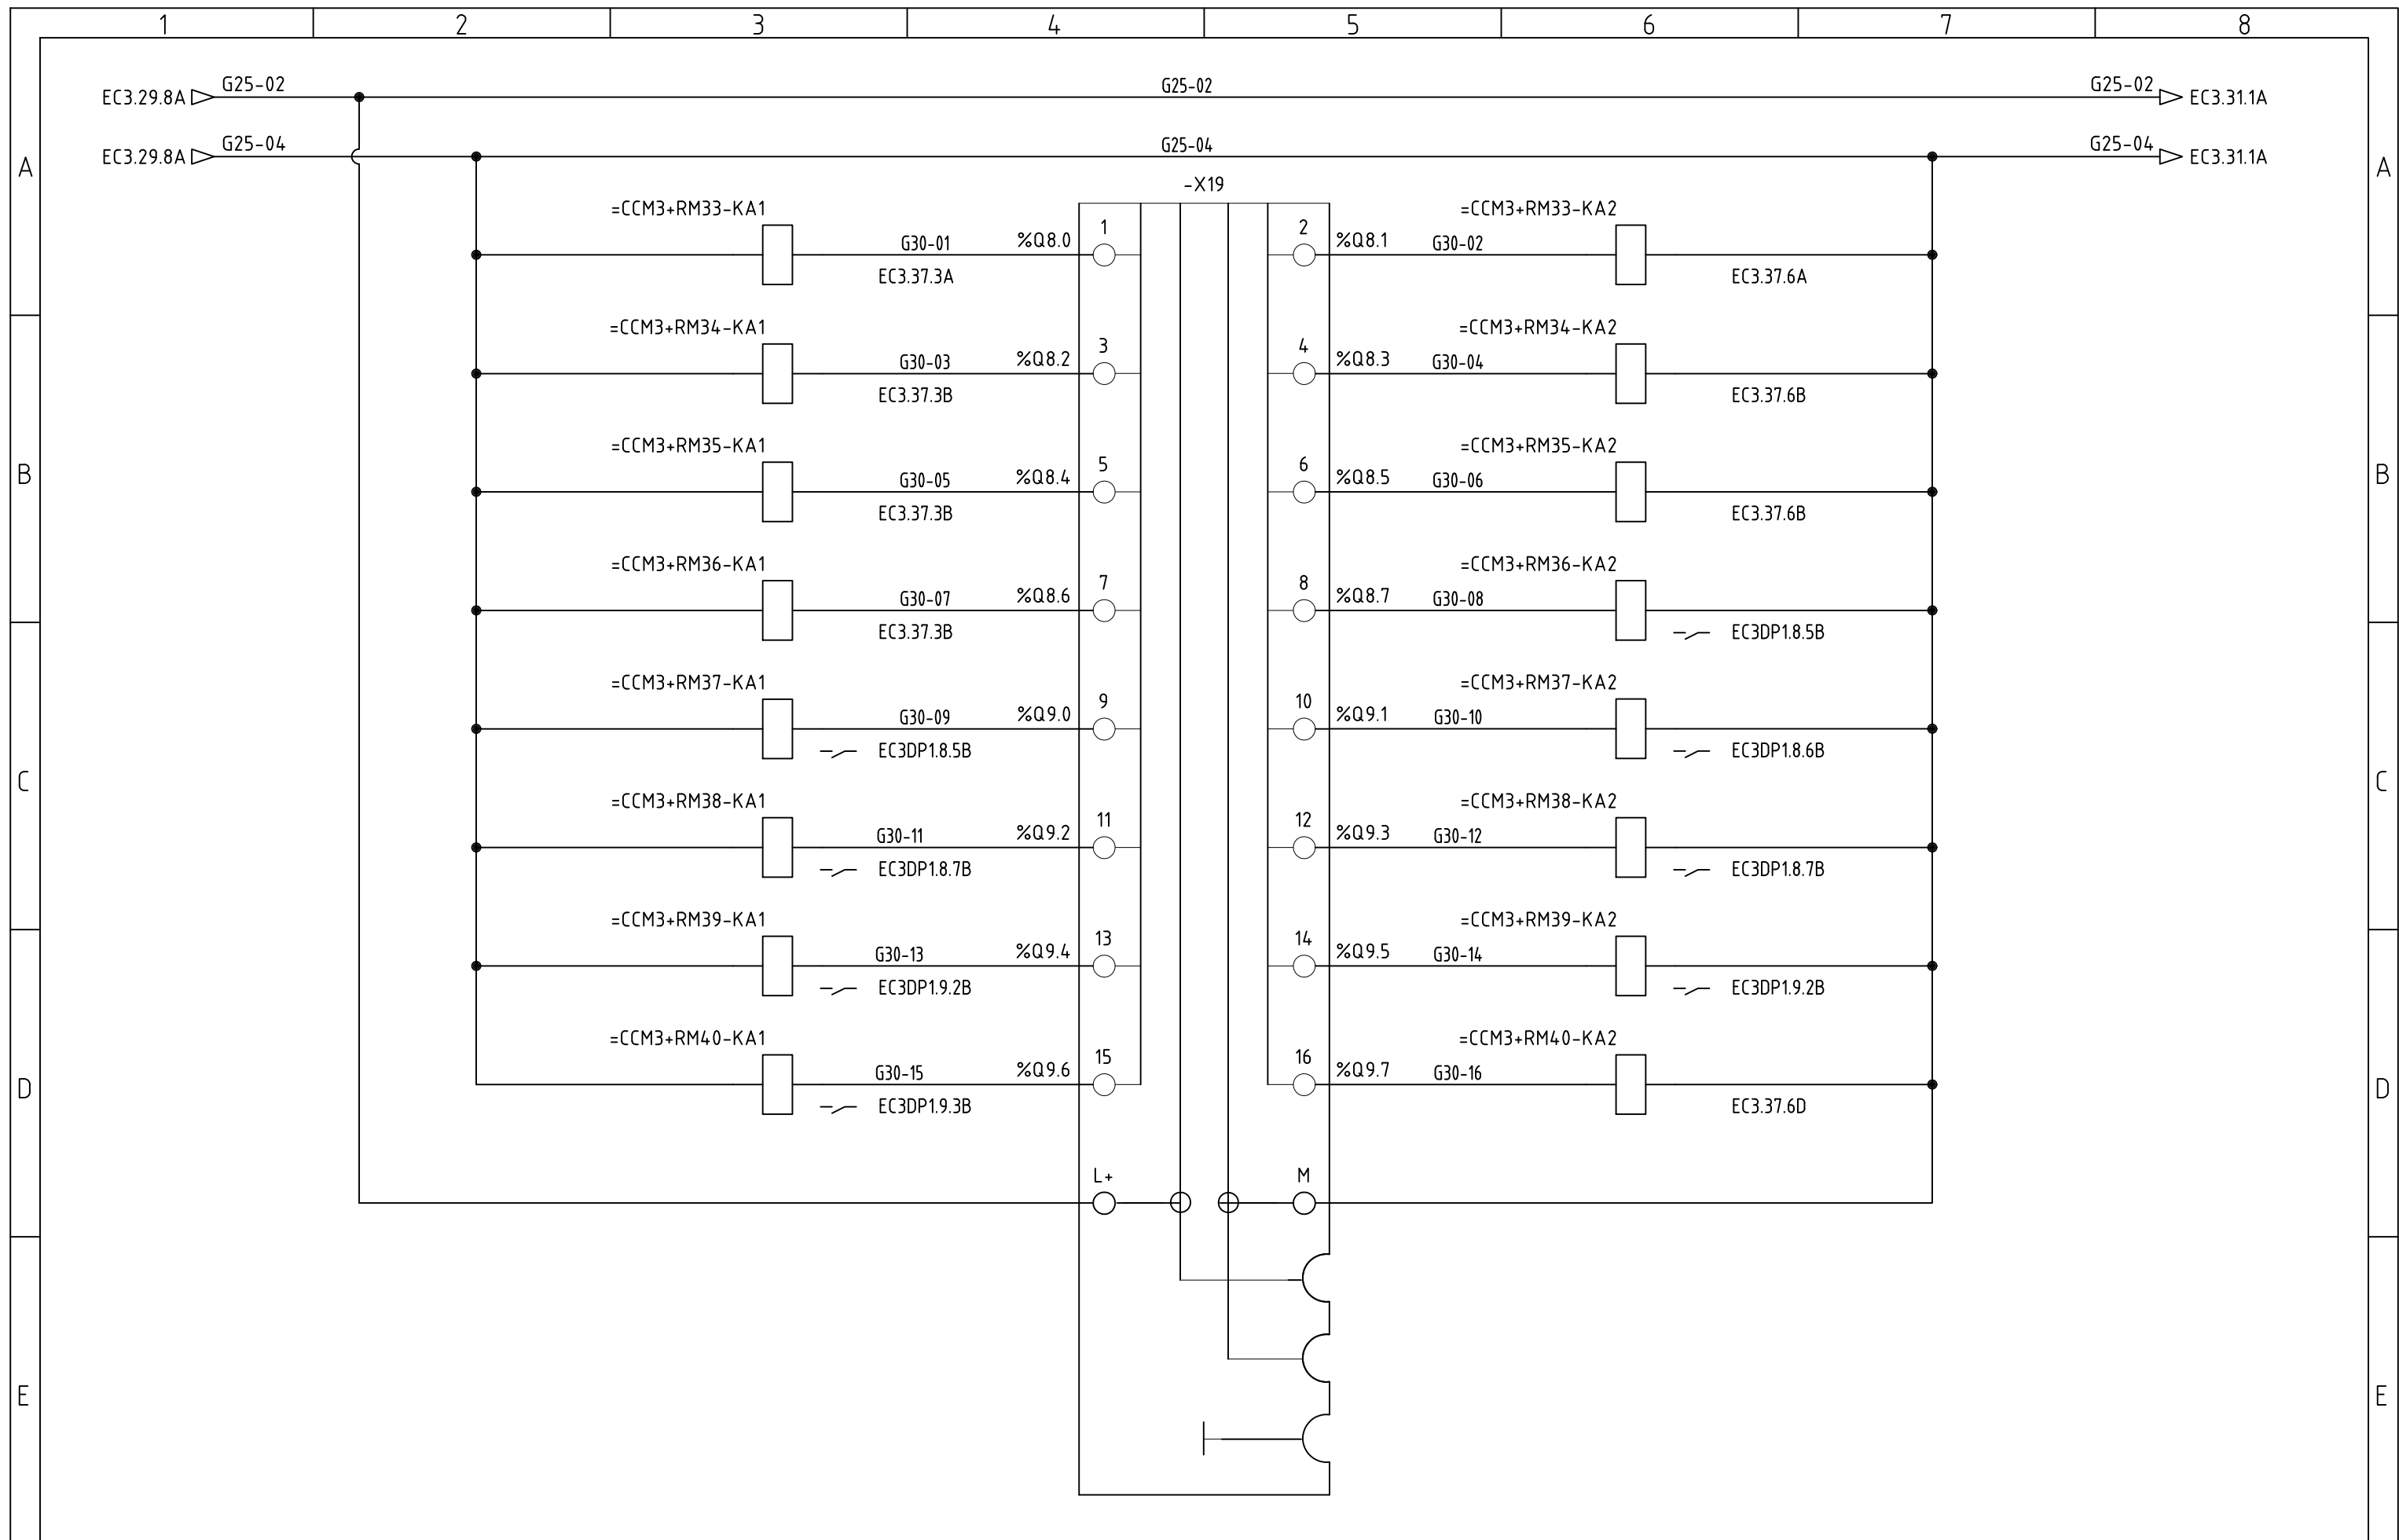 1 2 3 4 5 6 7 8
EC3.29.8A G25-02 G25-02 G25-02 EC3.31.1A
EC3.29.8A G25-04 G25-04 G25-04 EC3.31.1A
A A
-X19
=CCM3+RM33-KA1 =CCM3+RM33-KA2
G30-01 %Q8.0 1 2 %Q8.1 G30-02
EC3.37.3A EC3.37.6A
=CCM3+RM34-KA1 =CCM3+RM34-KA2
G30-03 %Q8.2 3 4 %Q8.3 G30-04
EC3.37.3B EC3.37.6B
=CCM3+RM35-KA1 =CCM3+RM35-KA2
B G30-05 %Q8.4 5 6 %Q8.5 G30-06 B
EC3.37.3B EC3.37.6B
=CCM3+RM36-KA1 =CCM3+RM36-KA2
G30-07 %Q8.6 7 8 %Q8.7 G30-08
EC3.37.3B EC3DP1.8.5B
=CCM3+RM37-KA1 =CCM3+RM37-KA2
G30-09 %Q9.0 9 10 %Q9.1 G30-10
EC3DP1.8.5B EC3DP1.8.6B
C C
=CCM3+RM38-KA1 =CCM3+RM38-KA2
G30-11 %Q9.2 11 12 %Q9.3 G30-12
EC3DP1.8.7B EC3DP1.8.7B
=CCM3+RM39-KA1 =CCM3+RM39-KA2
G30-13 %Q9.4 13 14 %Q9.5 G30-14
EC3DP1.9.2B EC3DP1.9.2B
=CCM3+RM40-KA1 =CCM3+RM40-KA2
D G30-15 %Q9.6 15 16 %Q9.7 G30-16 D
EC3DP1.9.3B EC3.37.6D
L+ M
E E